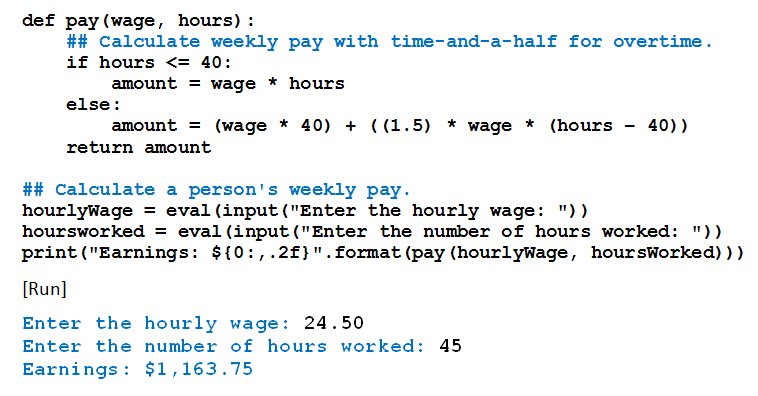 def pay(wage, hours):
    ## Calculate weekly pay with time-and-a-half for overtime.
    if hours <= 40:
        amount = wage * hours
    else:
        amount = (wage * 40) + ((1.5) * wage * (hours – 40))
    return amount

## Calculate a person's weekly pay.
hourlyWage = eval(input("Enter the hourly wage: "))
hoursworked = eval(input("Enter the number of hours worked: "))
print("Earnings: ${0:,.2f}".format(pay(hourlyWage, hoursWorked)))
[Run]
Enter the hourly wage: 24.50
Enter the number of hours worked: 45
Earnings: $1,163.75